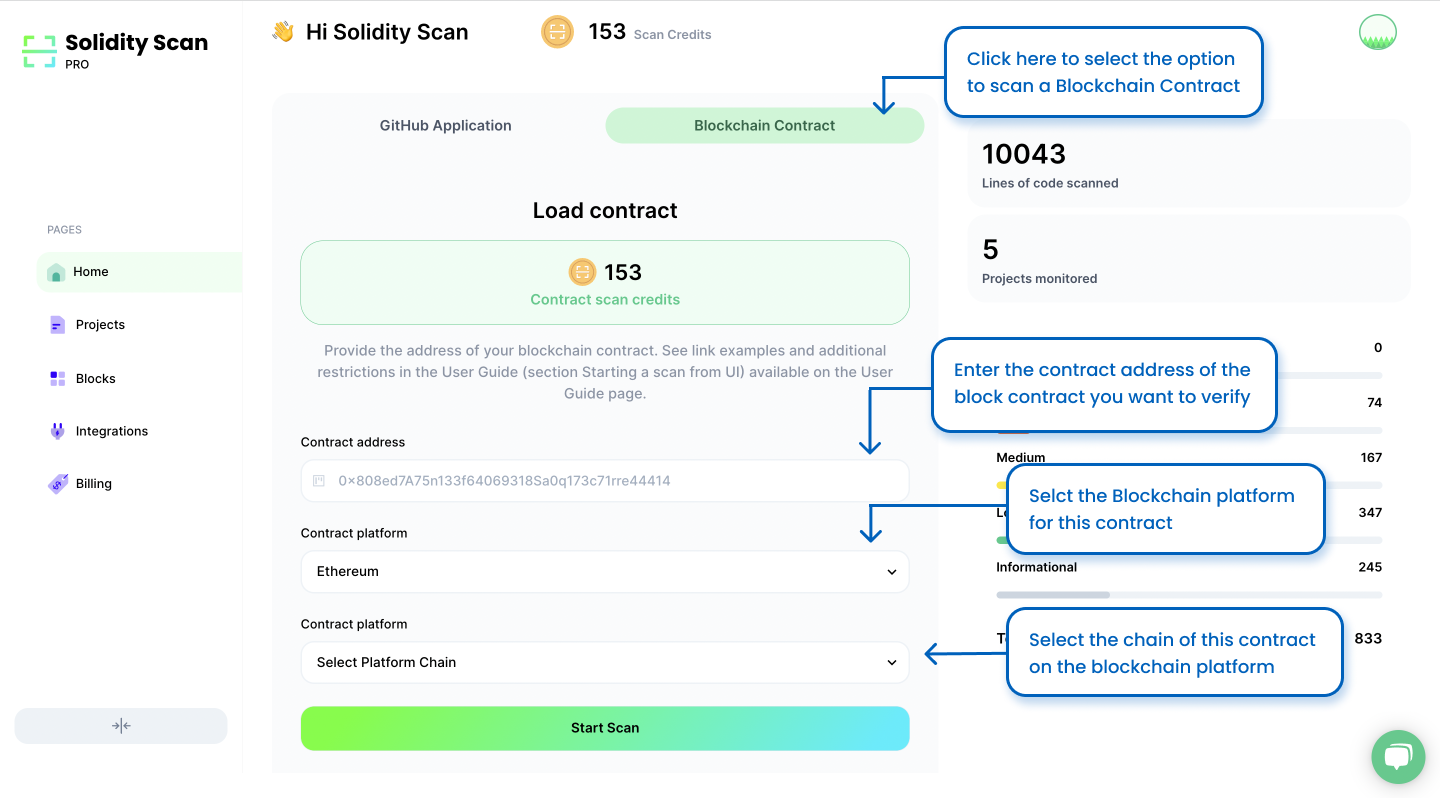 Solidity Scan
PRO
Hi Solidity Scan
153 Scan Credits
Click here to select the option
to scan a Blockchain Contract
GitHub Application
Blockchain Contract
10043
Lines of code scanned
5
Projects monitored
PAGES
Home
Projects
Blocks
Integrations
Billing
Load contract
153
Contract scan credits
Provide the address of your blockchain contract. See link examples and additional
restrictions in the User Guide (section Starting a scan from UI) available on the User
Guide page.
Enter the contract address of the
block contract you want to verify
Contract address
0x808ed7A75n133f64069318Sa0q173c71rre44414
Selct the Blockchain platform
for this contract
Contract platform
Ethereum
Contract platform
Select Platform Chain
Select the chain of this contract
on the blockchain platform
Start Scan
0
74
Medium 167
347
Informational 245
833